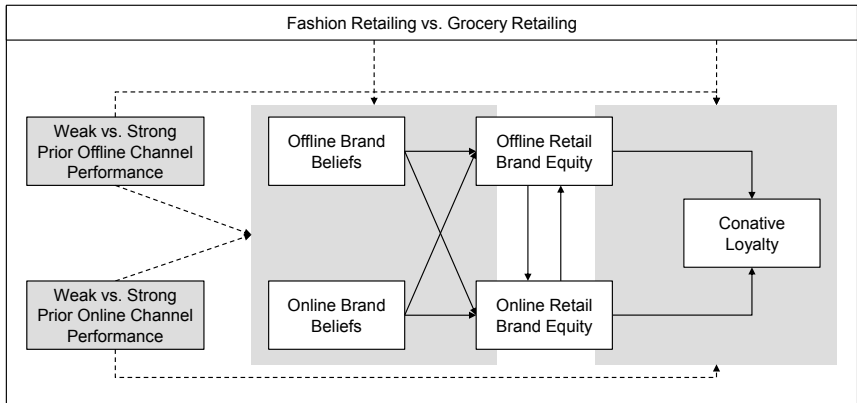 Fashion Retailing vs. Grocery Retailing
Weak vs. Strong
Prior Offline Channel
Performance
Offline Brand
Beliefs
Offline Retail
Brand Equity
Conative
Loyalty
Weak vs. Strong
Prior Online Channel
Performance
Online Brand
Beliefs
Online Retail
Brand Equity